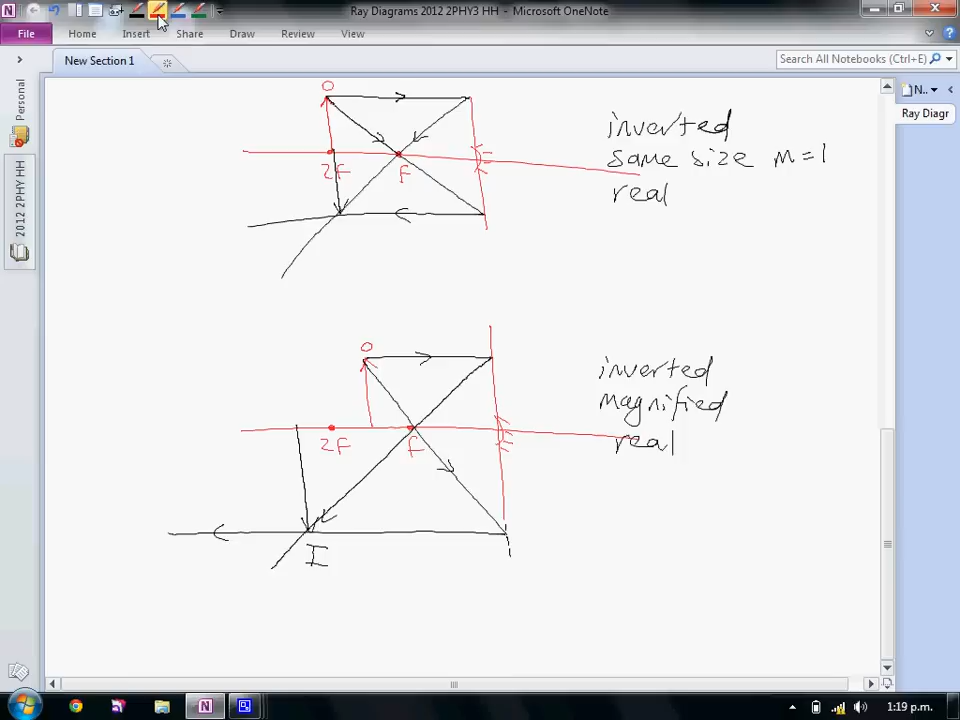 Ray Diagrams 2012 2PHY3 HH - Microsoft OneNote
File Home Insert Share Draw Review View
New Section 1
Search All Notebooks (Ctrl+E)
N..
Ray Diagr
Personal
2012 2PHY HH
O
2F
F
inverted
same size m=1
real
O
2F
F
I
inverted
magnified
real
1:19 p.m.